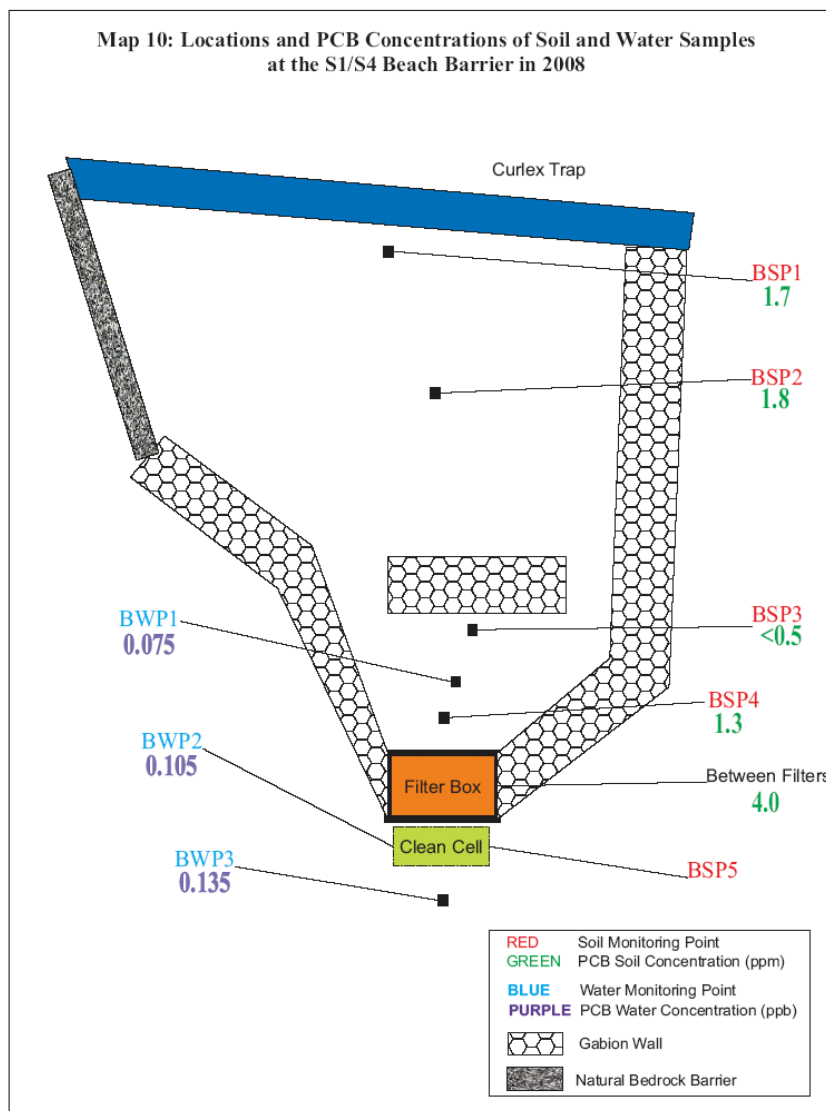 Map 10: Locations and PCB Concentrations of Soil and Water Samples
at the S1/S4 Beach Barrier in 2008
Curlex Trap
BSP1
1.7
BSP2
1.8
BSP3
<0.5
BWP1
0.075
BSP4
1.3
BWP2
0.105
Between Filters
4.0
Filter Box
Clean Cell
BWP3
0.135
BSP5
RED Soil Monitoring Point
GREEN PCB Soil Concentration (ppm)
BLUE Water Monitoring Point
PURPLE PCB Water Concentration (ppb)
Gabion Wall
Natural Bedrock Barrier